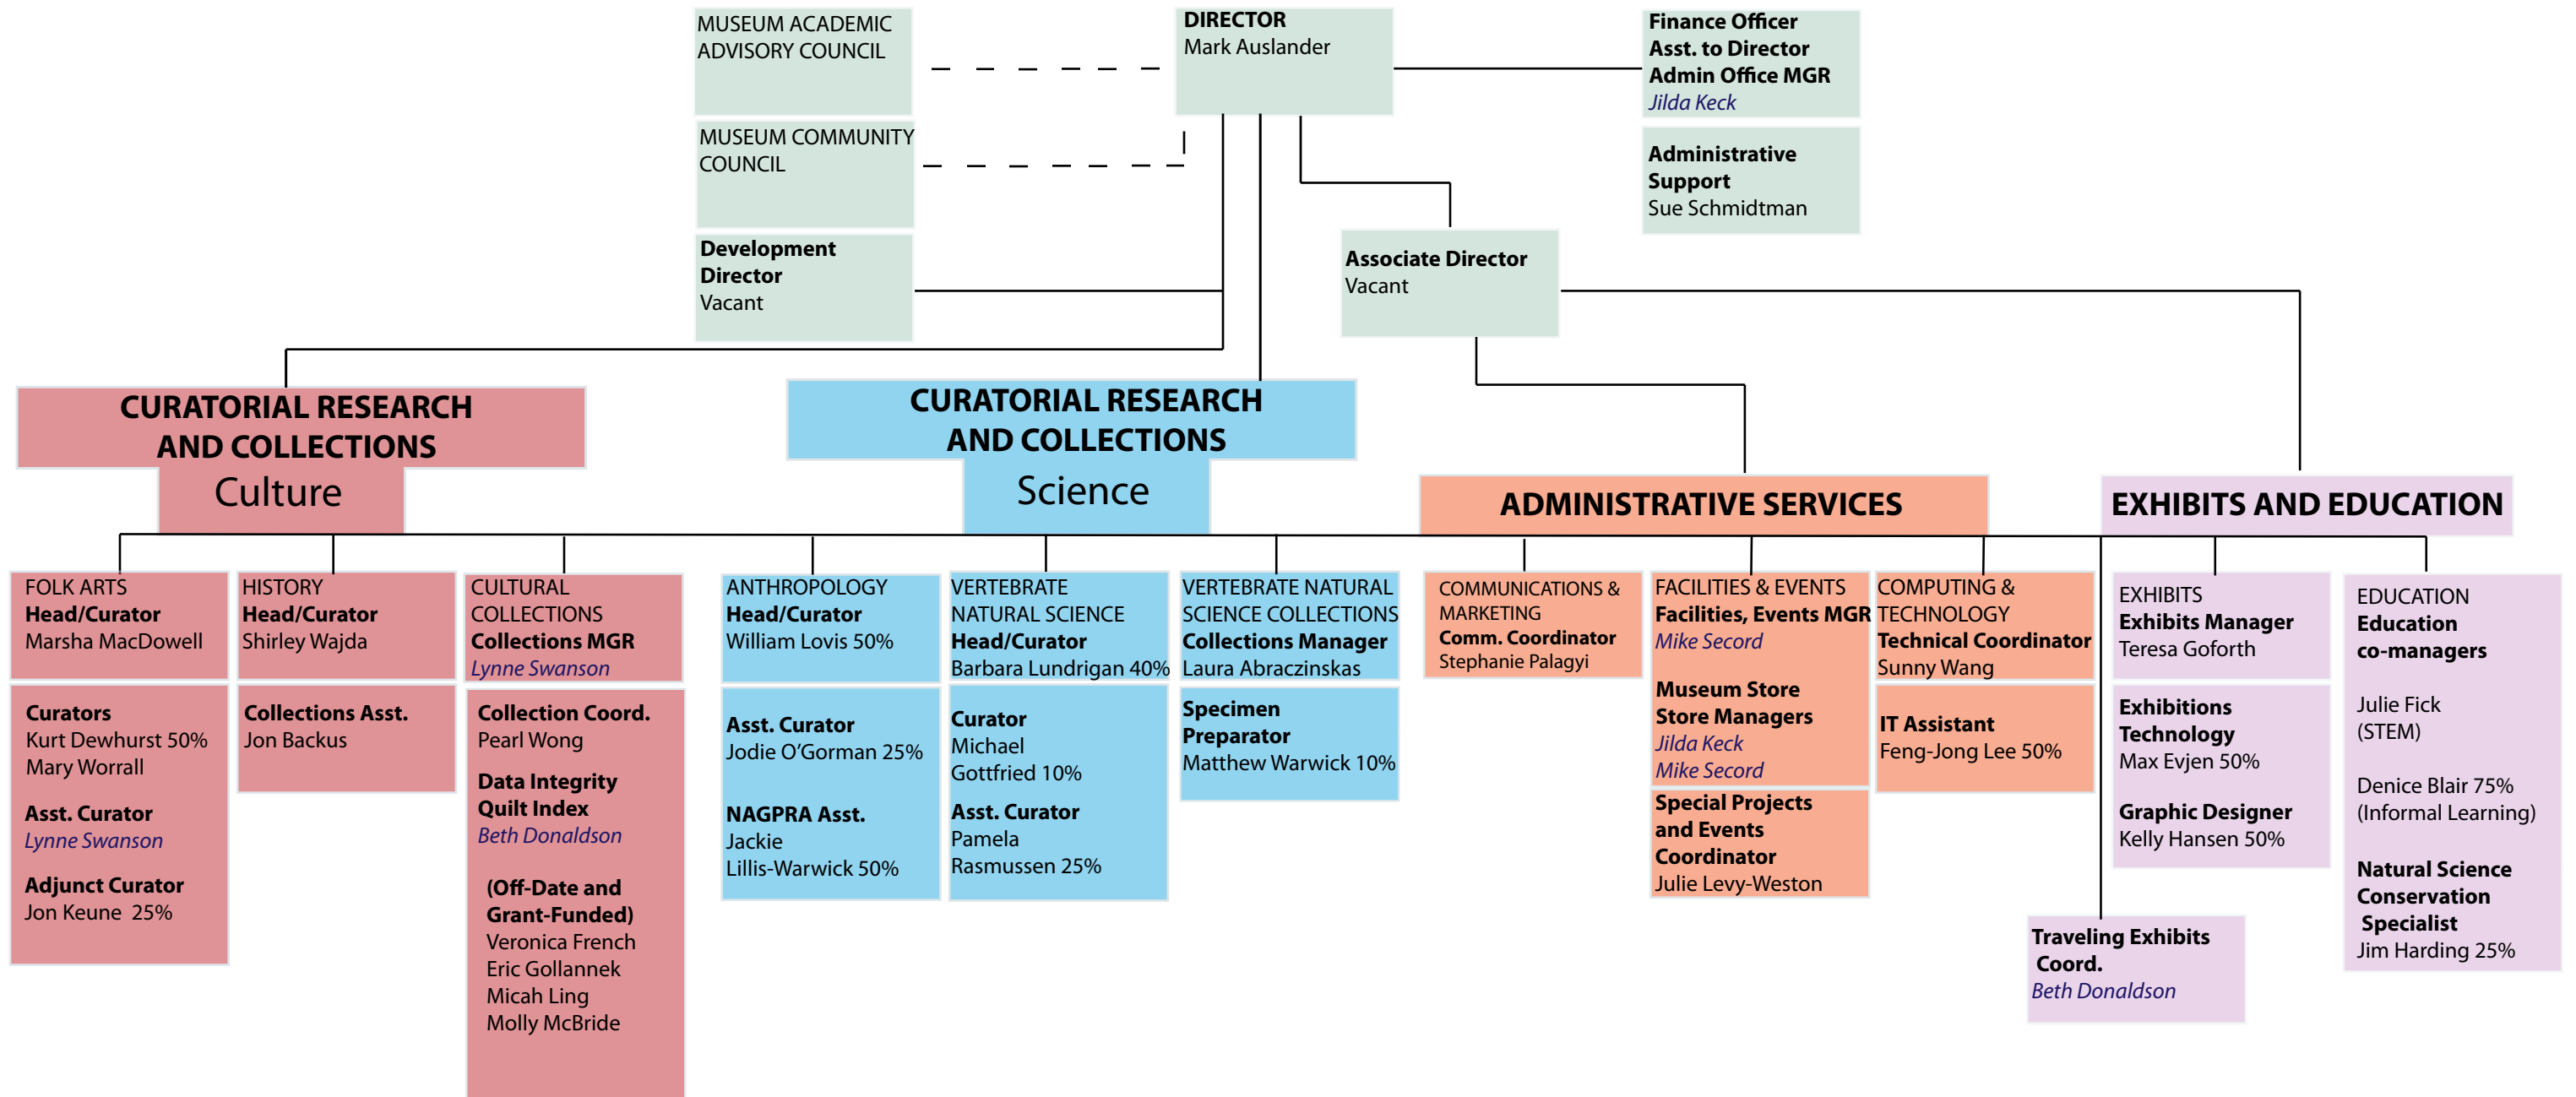 MUSEUM ACADEMIC
ADVISORY COUNCIL
DIRECTOR
Mark Auslander
Finance Officer
Asst. to Director
Admin Office MGR
Jilda Keck
MUSEUM COMMUNITY
COUNCIL
Administrative
Support
Sue Schmidtman
Development
Director
Vacant
Associate Director
Vacant
CURATORIAL RESEARCH
AND COLLECTIONS
Culture
CURATORIAL RESEARCH
AND COLLECTIONS
Science
ADMINISTRATIVE SERVICES
EXHIBITS AND EDUCATION
FOLK ARTS
Head/Curator
Marsha MacDowell
Curators
Kurt Dewhurst 50%
Mary Worrall
Asst. Curator
Lynne Swanson
Adjunct Curator
Jon Keune 25%
HISTORY
Head/Curator
Shirley Wajda
Collections Asst.
Jon Backus
CULTURAL
COLLECTIONS
Collections MGR
Lynne Swanson
Collection Coord.
Pearl Wong
Data Integrity
Quilt Index
Beth Donaldson
(Off-Date and
Grant-Funded)
Veronica French
Eric Gollannek
Micah Ling
Molly McBride
ANTHROPOLOGY
Head/Curator
William Lovis 50%
Asst. Curator
Jodie O’Gorman 25%
NAGPRA Asst.
Jackie
Lillis-Warwick 50%
VERTEBRATE
NATURAL SCIENCE
Head/Curator
Barbara Lundrigan 40%
Curator
Michael
Gottfried 10%
Asst. Curator
Pamela
Rasmussen 25%
VERTEBRATE NATURAL
SCIENCE COLLECTIONS
Collections Manager
Laura Abraczinskas
Specimen
Preparator
Matthew Warwick 10%
COMMUNICATIONS &
MARKETING
Comm. Coordinator
Stephanie Palagyi
FACILITIES & EVENTS
Facilities, Events MGR
Mike Secord
Museum Store
Store Managers
Jilda Keck
Mike Secord
Special Projects
and Events
Coordinator
Julie Levy-Weston
COMPUTING &
TECHNOLOGY
Technical Coordinator
Sunny Wang
IT Assistant
Feng-Jong Lee 50%
EXHIBITS
Exhibits Manager
Teresa Goforth
Exhibitions
Technology
Max Evjen 50%
Graphic Designer
Kelly Hansen 50%
Traveling Exhibits
Coord.
Beth Donaldson
EDUCATION
Education
co-managers
Julie Fick
(STEM)
Denice Blair 75%
(Informal Learning)
Natural Science
Conservation
Specialist
Jim Harding 25%